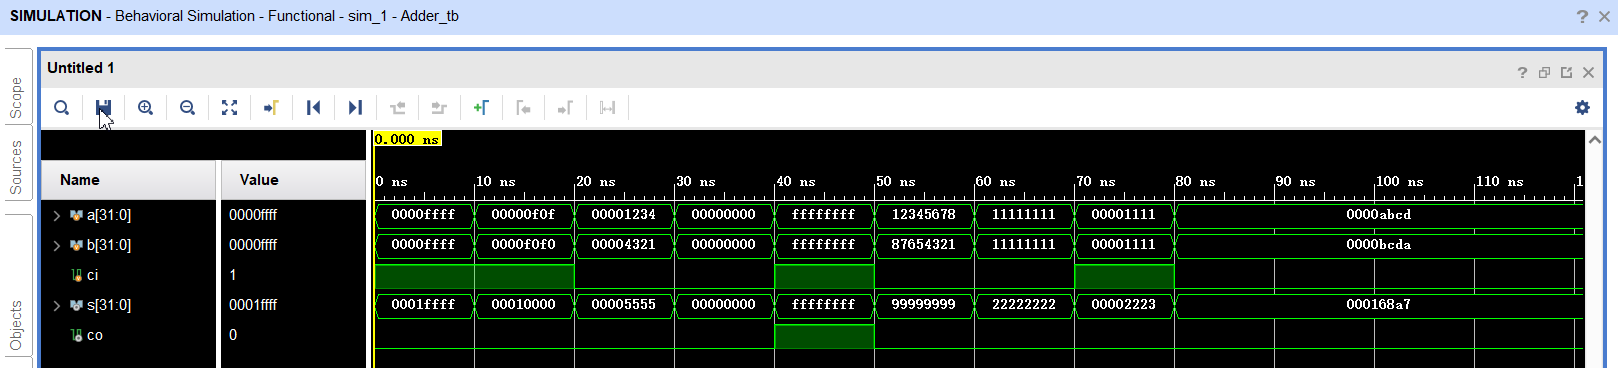 SIMULATION - Behavioral Simulation - Functional - sim_1 - Adder_tb
Scope
Sources
Objects
Untitled 1
0.000 ns
Name Value
0 ns 10 ns 20 ns 30 ns 40 ns 50 ns 60 ns 70 ns 80 ns 90 ns 100 ns 110 ns 1
a[31:0] 0000ffff 0000ffff 00000f0f 00001234 00000000 ffffffff 12345678 11111111 00001111 0000abcd
b[31:0] 0000ffff 0000ffff 0000f0f0 00004321 00000000 ffffffff 87654321 11111111 00001111 0000bcda
ci 1
s[31:0] 0001ffff 0001ffff 00010000 00005555 00000000 ffffffff 99999999 22222222 00002223 000168a7
co 0